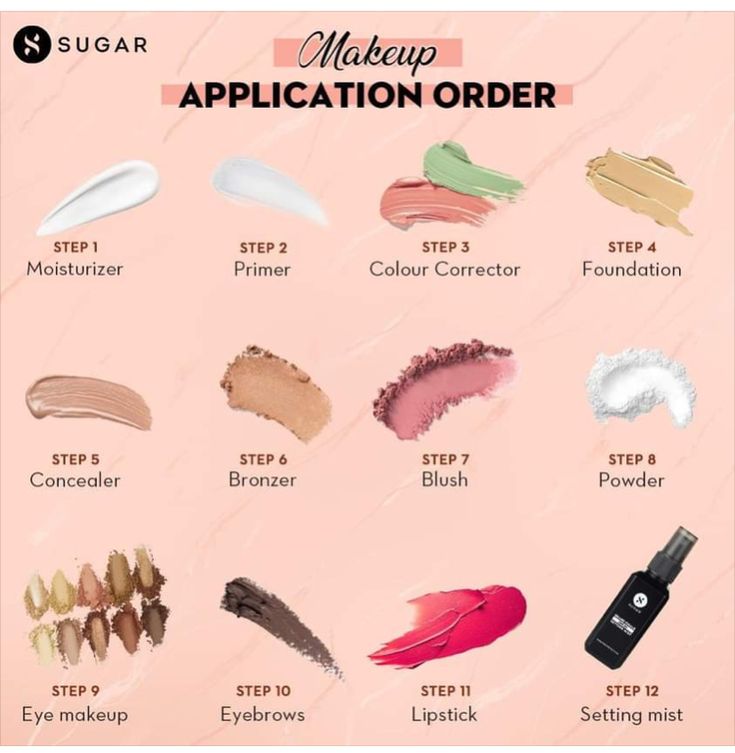 SUGAR
Makeup
APPLICATION ORDER
STEP 1
Moisturizer
STEP 2
Primer
STEP 3
Colour Corrector
STEP 4
Foundation
STEP 5
Concealer
STEP 6
Bronzer
STEP 7
Blush
STEP 8
Powder
STEP 9
Eye makeup
STEP 10
Eyebrows
STEP 11
Lipstick
STEP 12
Setting mist
SUGAR